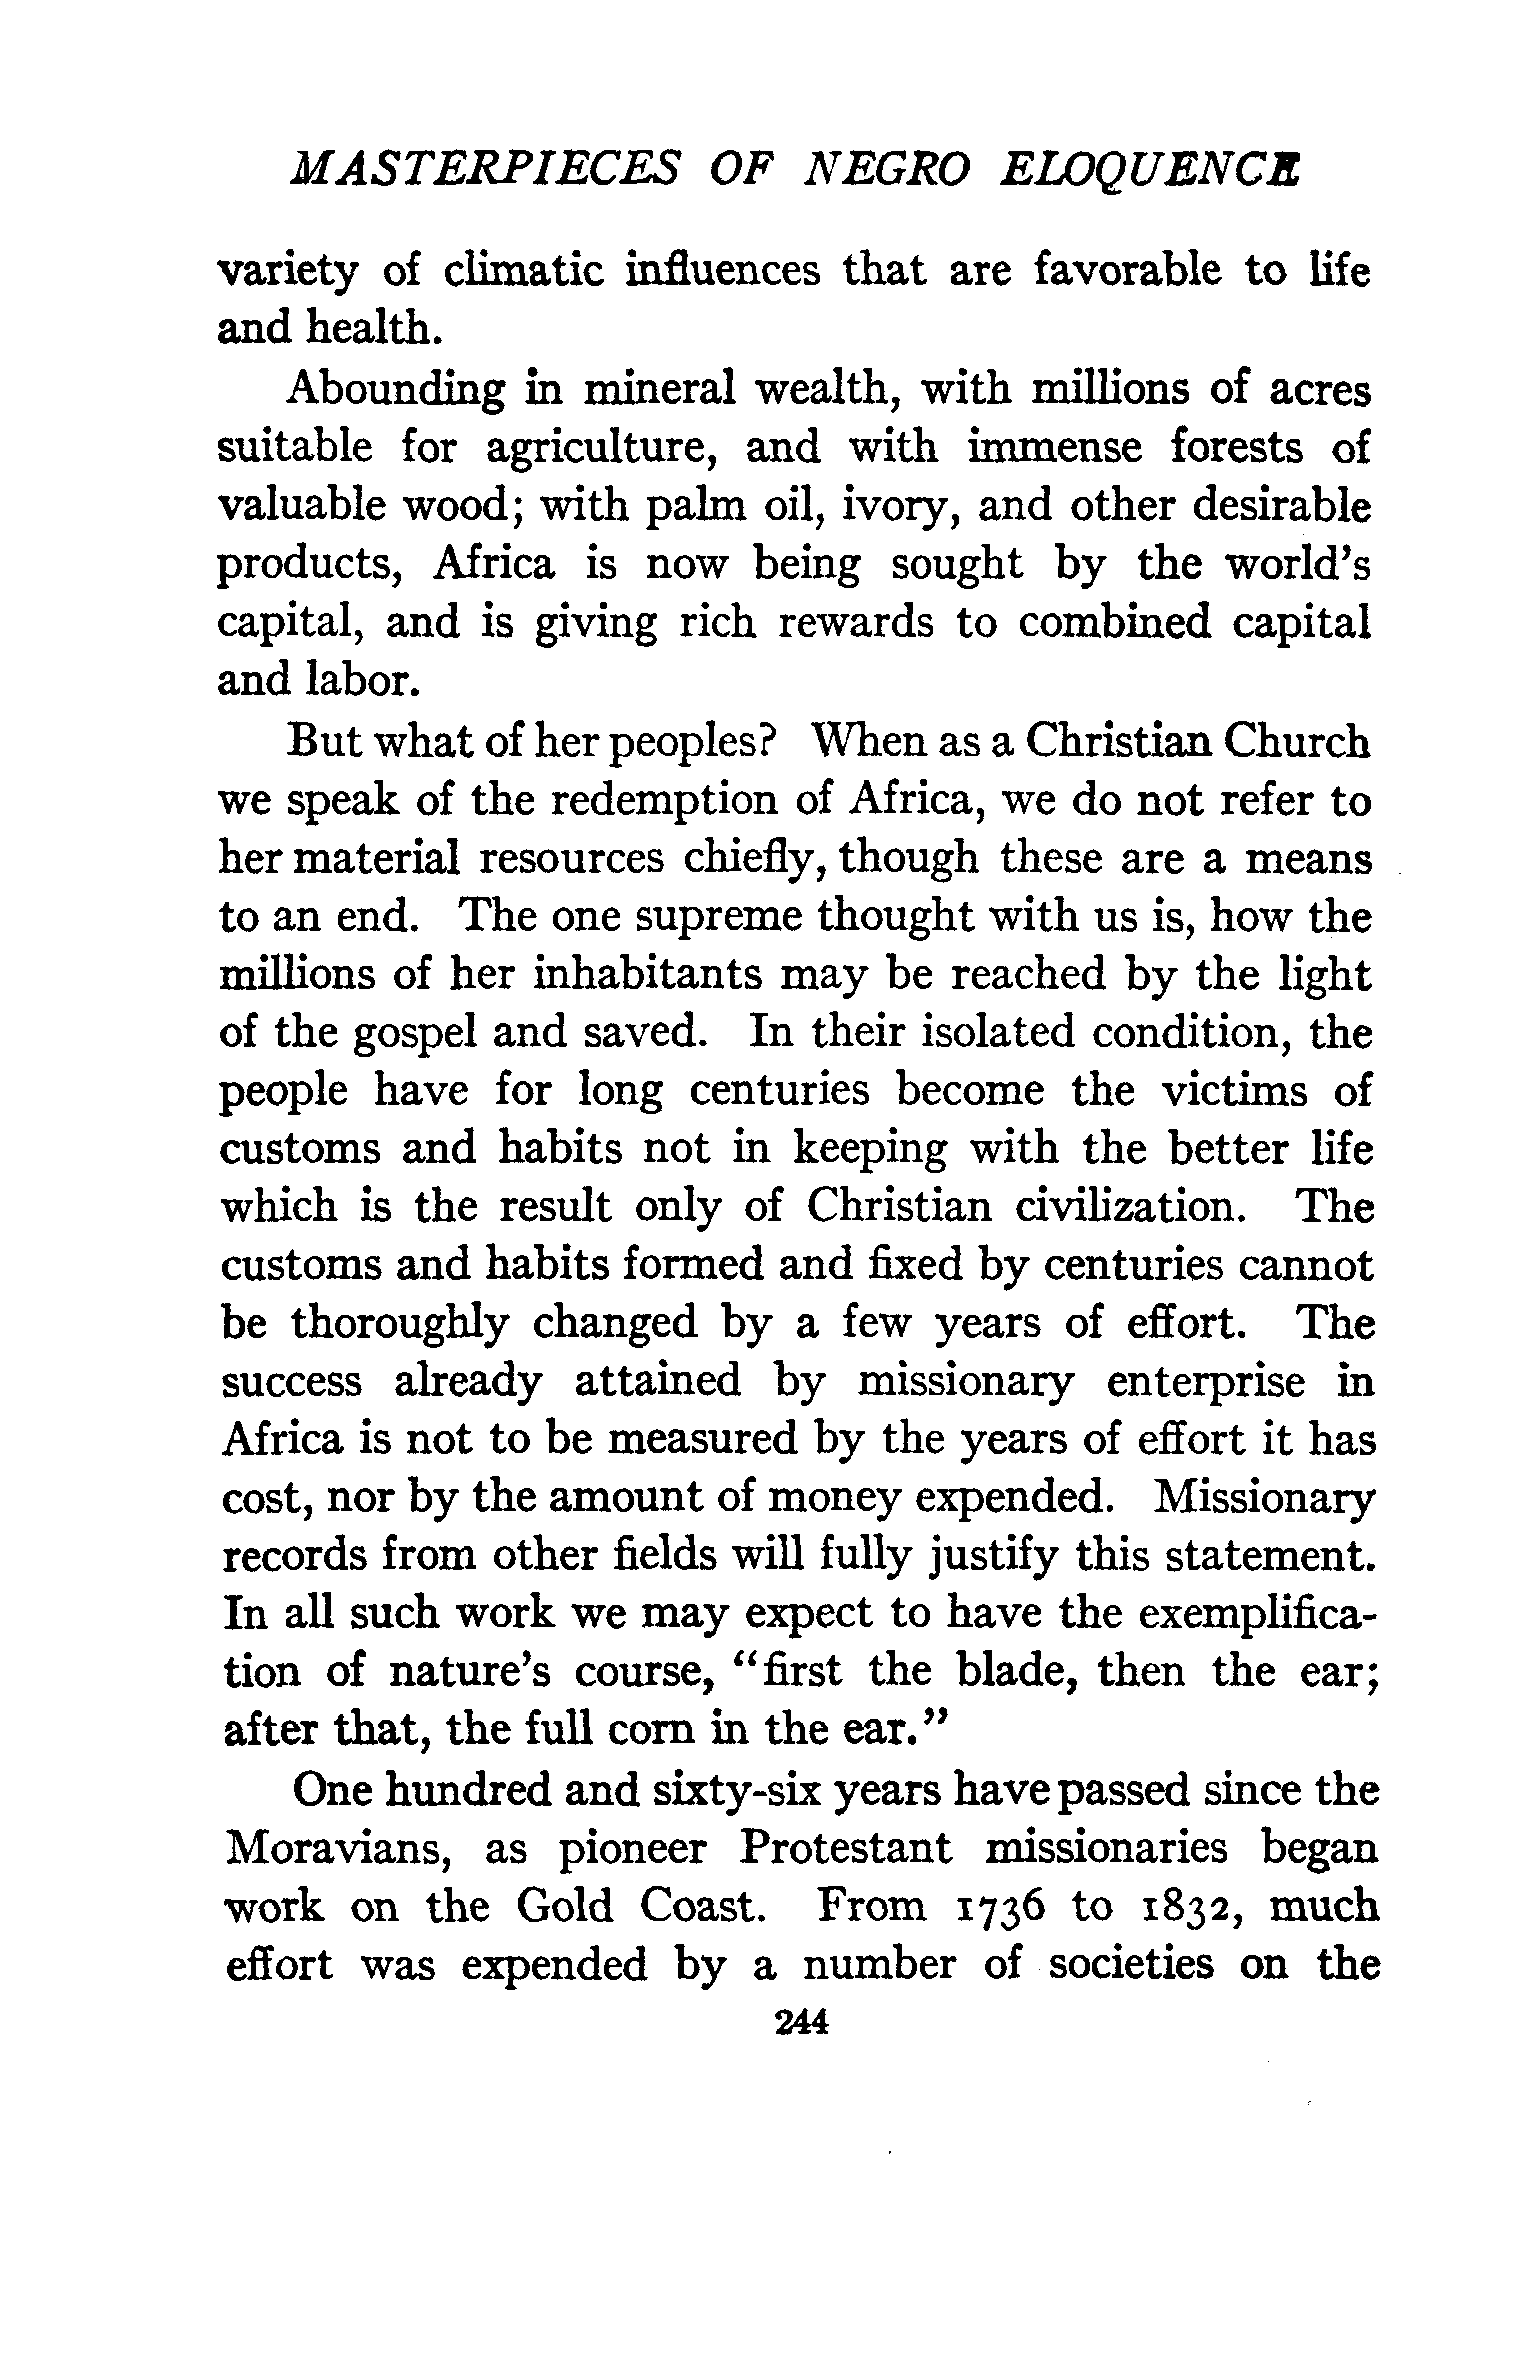 MASTERPIECES OF NEGRO ELOQUENCE
variety of climatic influences that are favorable to life
and health.
Abounding in mineral wealth, with millions of acres
suitable for agriculture, and with immense forests of
valuable wood; with palm oil, ivory, and other desirable
products, Africa is now being sought by the world's
capital, and is giving rich rewards to combined capital
and labor.
But what of her peoples? When as a Christian Church
we speak of the redemption of Africa, we do not refer to
her material resources chiefly, though these are a means
to an end. The one supreme thought with us is, how the
millions of her inhabitants may be reached by the light
of the gospel and saved. In their isolated condition, the
people have for long centuries become the victims of
customs and habits not in keeping with the better life
which is the result only of Christian civilization. The
customs and habits formed and fixed by centuries cannot
be thoroughly changed by a few years of effort. The
success already attained by missionary enterprise in
Africa is not to be measured by the years of effort it has
cost, nor by the amount of money expended. Missionary
records from other fields will fully justify this statement.
In all such work we may expect to have the exemplifica-
tion of nature's course, "first the blade, then the ear;
after that, the full corn in the ear."
One hundred and sixty-six years have passed since the
Moravians, as pioneer Protestant missionaries began
work on the Gold Coast. From 1736 to 1832, much
effort was expended by a number of societies on the
244